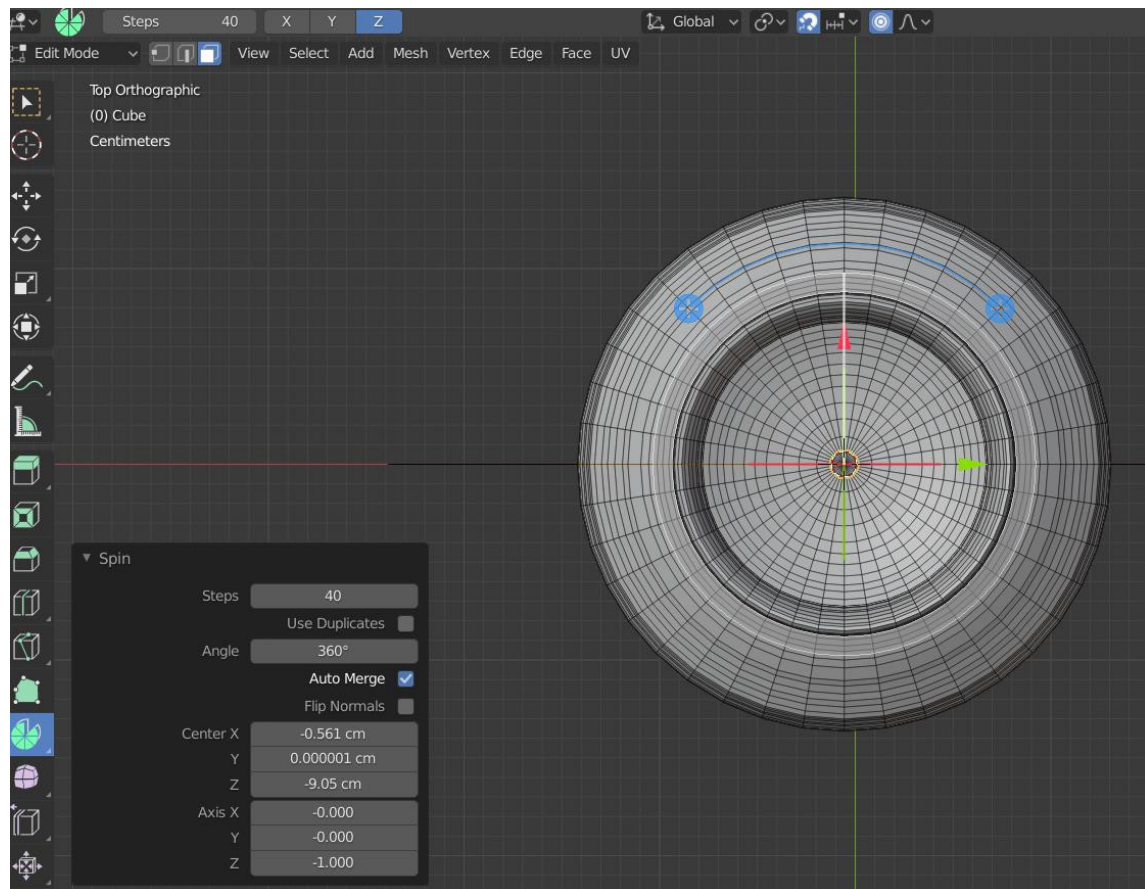 Steps 40 X Y Z Global
Edit Mode View Select Add Mesh Vertex Edge Face UV
Top Orthographic
(0) Cube
Centimeters
Spin
Steps 40
Use Duplicates
Angle 360°
Auto Merge
Flip Normals
Center X -0.561 cm
Y 0.000001 cm
Z -9.05 cm
Axis X -0.000
Y -0.000
Z -1.000